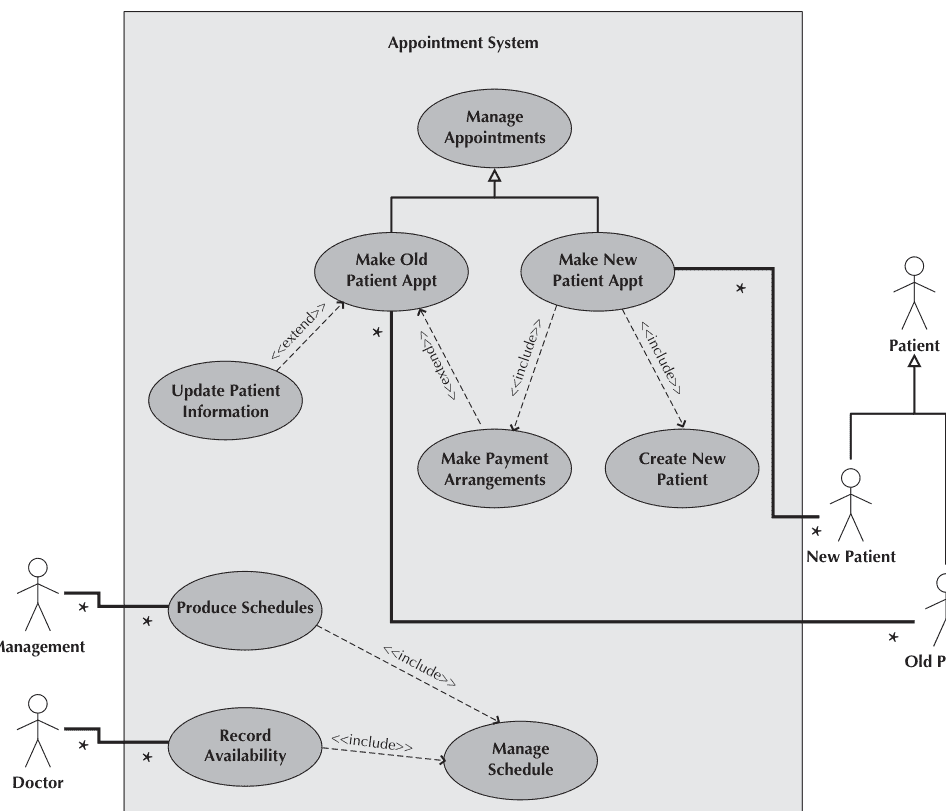 Appointment System
Manage
Appointments
Make Old
Patient Appt
Make New
Patient Appt
*
*
Patient
<<extend>>
<<extend>>
<<include>>
<<include>>
Update Patient
Information
Make Payment
Arrangements
Create New
Patient
*
New Patient
Produce Schedules
*
*
Management
*
Old P
<<include>>
Record
Availability
<<include>>
*
*
Manage
Schedule
Doctor